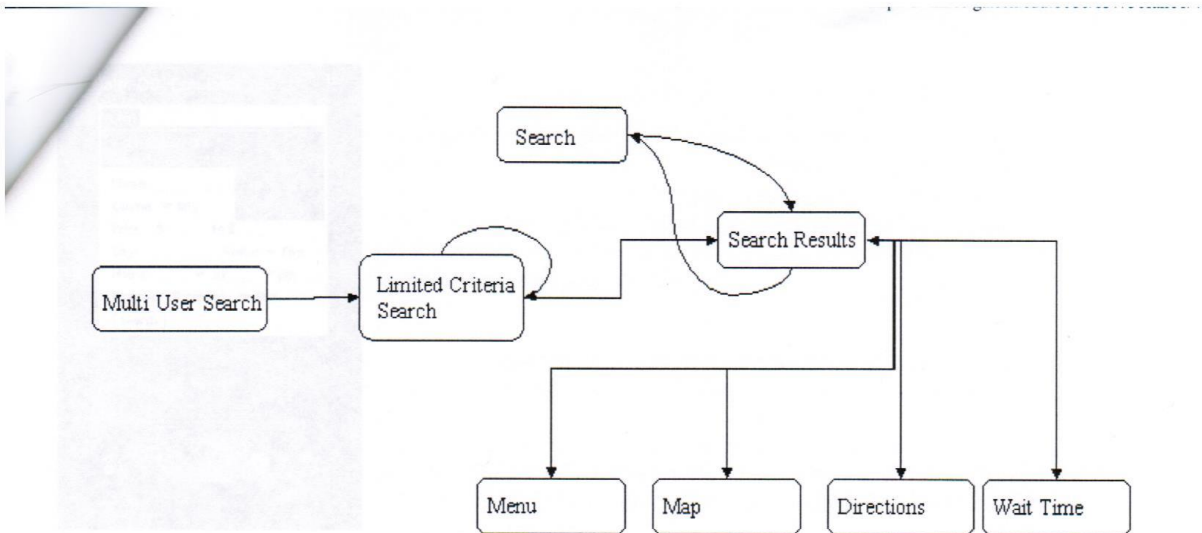 Search
Search Results
Limited Criteria
Search
Multi User Search
Menu
Map
Directions
Wait Time